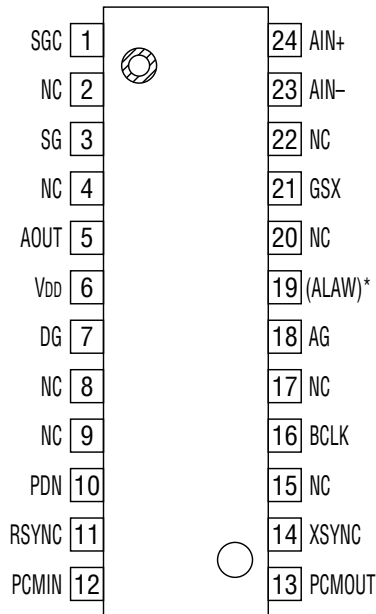 SGC 1 24 AIN+
NC 2 23 AIN–
SG 3 22 NC
NC 4 21 GSX
AOUT 5 20 NC
VDD 6 19 (ALAW)*
DG 7 18 AG
NC 8 17 NC
NC 9 16 BCLK
PDN 10 15 NC
RSYNC 11 14 XSYNC
PCMIN 12 13 PCMOUT